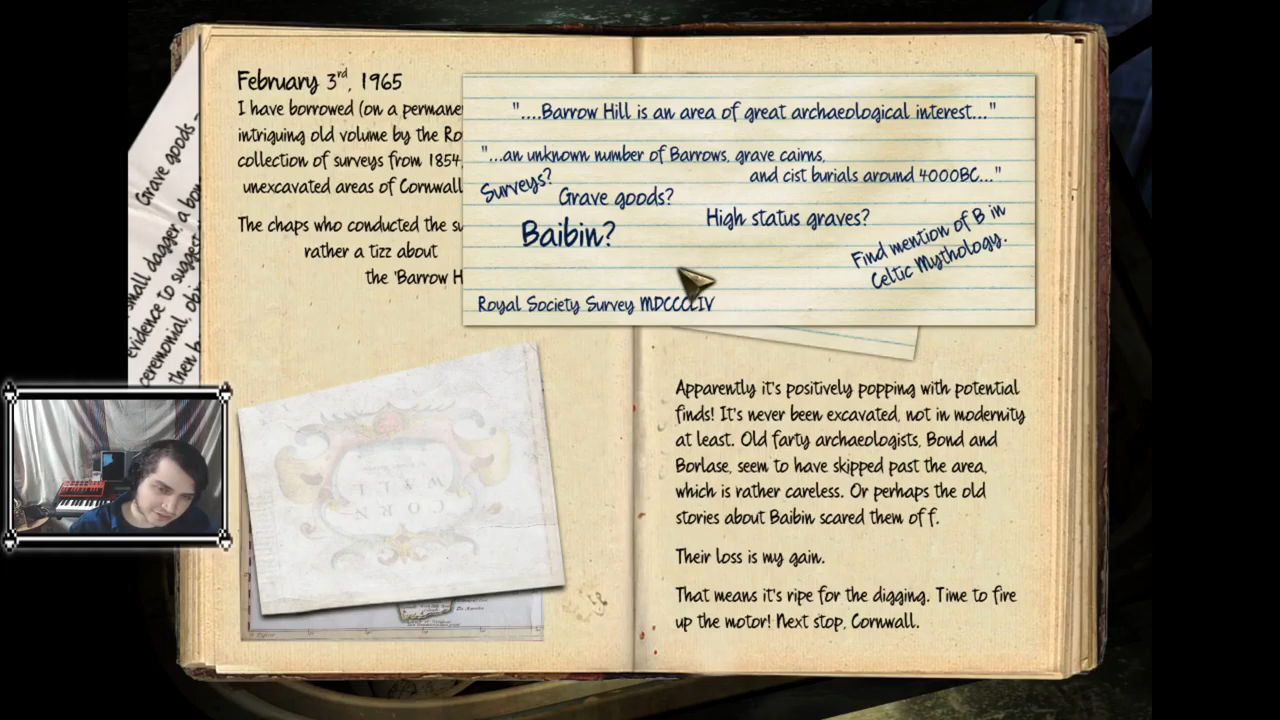 February 3rd, 1965
I have borrowed (on a
intriguing old volume by the
collection of surveys from 1854
unexcavated areas of Cornwall
The chaps who conducted the
rather a tizz about
the 'Barrow
"....Barrow Hill is an area of great archaeological interest..."
"...an unknown number of Barrows, grave cairns,
and cist burials around 4000BC..."
Surveys?
Grave goods?
High status graves?
Baibin?
Find mention of B in
Celtic Mythology.
Royal Society Survey MDCCCLIV
Grave goods -
small dagger a
evidence to suggest
ceremonial,
then
CORN
WALL
Apparently it's positively popping with potential
finds! It's never been excavated, not in modernity
at least. Old farty archaeologists, Bond and
Borlase, seem to have skipped past the area,
which is rather careless. Or perhaps the old
stories about Baibin scared them off.
Their loss is my gain.
That means it's ripe for the digging. Time to fire
up the motor! Next stop, Cornwall.